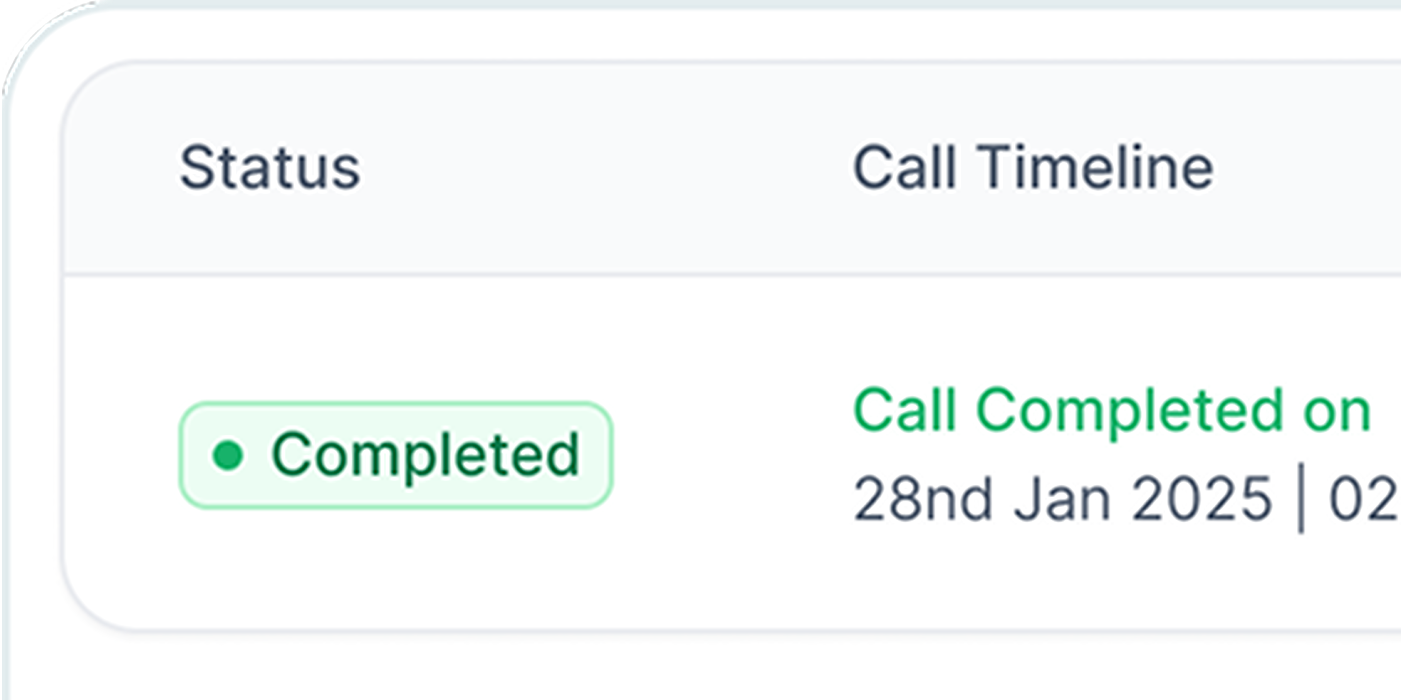 Status
Call Timeline
Completed
Call Completed on
28nd Jan 2025 | 02